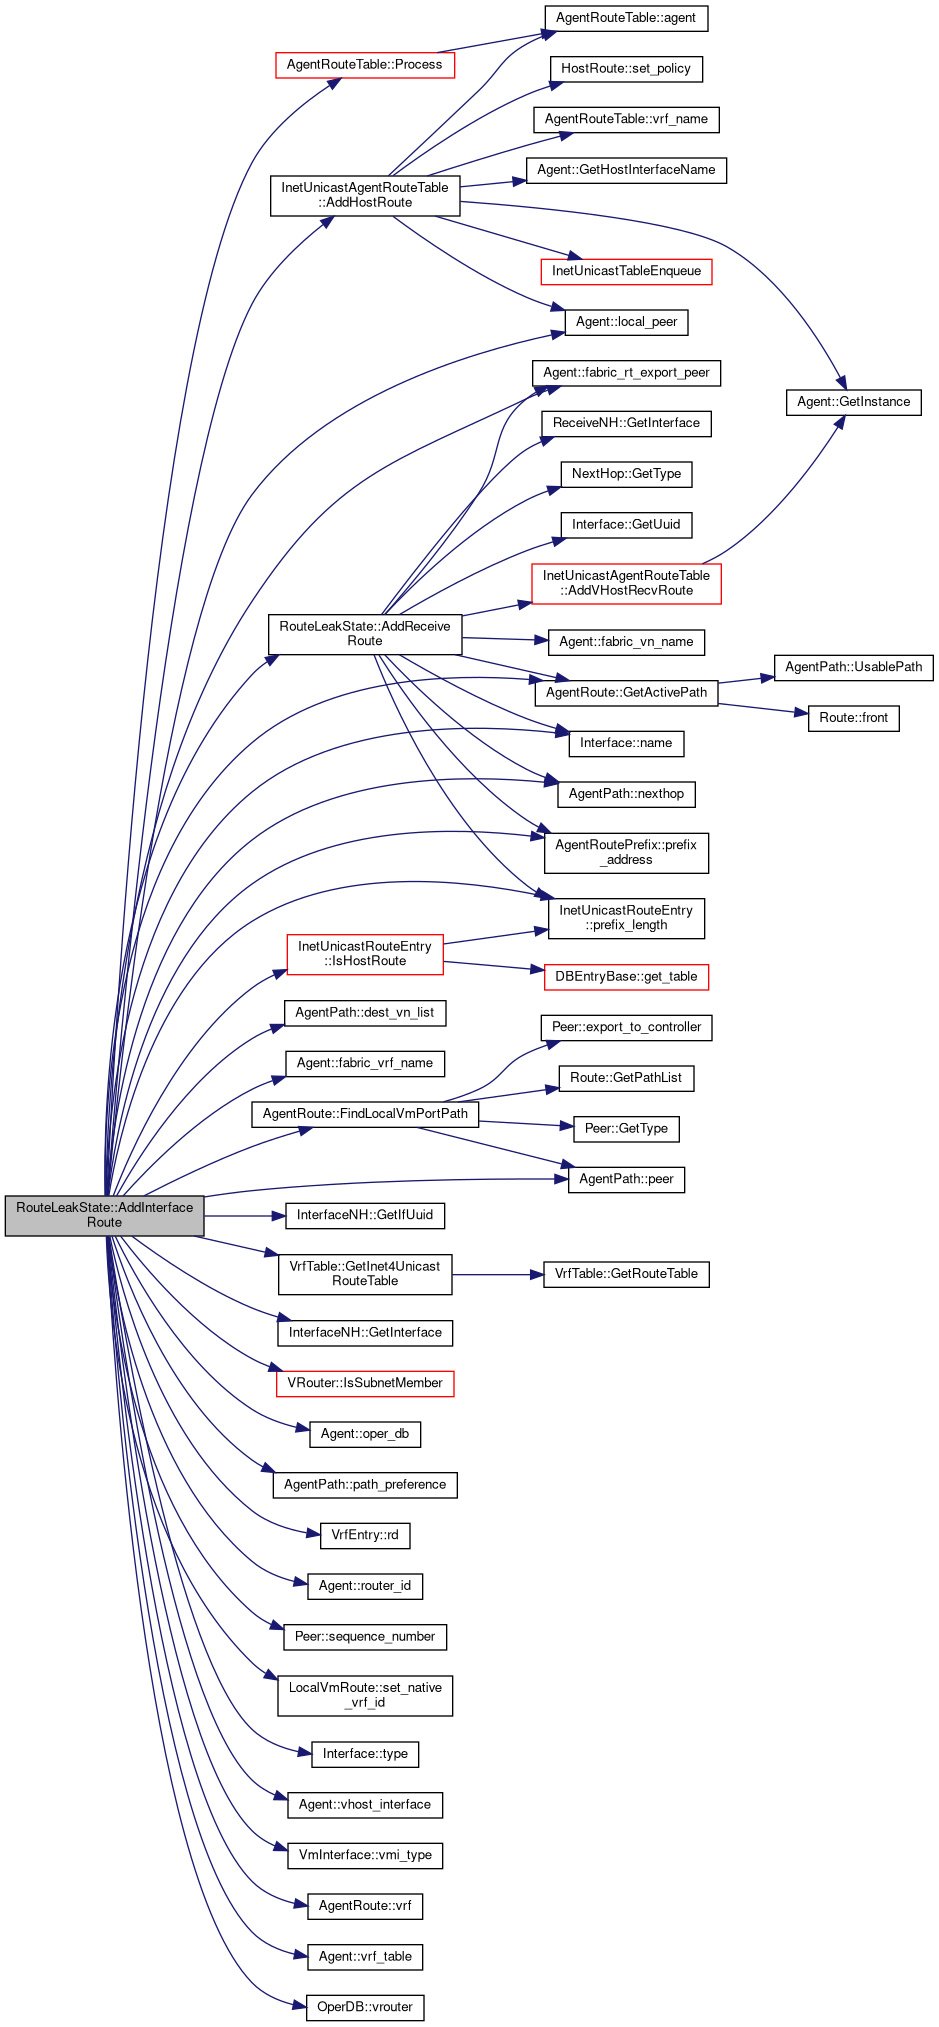 AgentRouteTable::agent
AgentRouteTable::Process
HostRoute::set_policy
AgentRouteTable::vrf_name
Agent::GetHostInterfaceName
InetUnicastAgentRouteTable
::AddHostRoute
InetUnicastTableEnqueue
Agent::local_peer
Agent::fabric_rt_export_peer
Agent::GetInstance
ReceiveNH::GetInterface
NextHop::GetType
Interface::GetUuid
InetUnicastAgentRouteTable
::AddVHostRecvRoute
RouteLeakState::AddReceive
Route
Agent::fabric_vn_name
AgentPath::UsablePath
AgentRoute::GetActivePath
Route::front
Interface::name
AgentPath::nexthop
AgentRoutePrefix::prefix
_address
InetUnicastRouteEntry
::prefix_length
InetUnicastRouteEntry
::IsHostRoute
DBEntryBase::get_table
AgentPath::dest_vn_list
Peer::export_to_controller
Agent::fabric_vrf_name
Route::GetPathList
AgentRoute::FindLocalVmPortPath
Peer::GetType
AgentPath::peer
RouteLeakState::AddInterface
Route
InterfaceNH::GetIfUuid
VrfTable::GetInet4Unicast
RouteTable
VrfTable::GetRouteTable
InterfaceNH::GetInterface
VRouter::IsSubnetMember
Agent::oper_db
AgentPath::path_preference
VrfEntry::rd
Agent::router_id
Peer::sequence_number
LocalVmRoute::set_native
_vrf_id
Interface::type
Agent::vhost_interface
VmInterface::vmi_type
AgentRoute::vrf
Agent::vrf_table
OperDB::vrouter